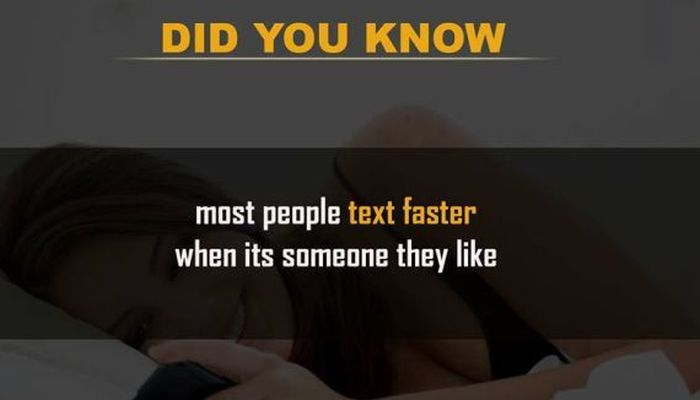 DID YOU KNOW
most people text faster
when its someone they like